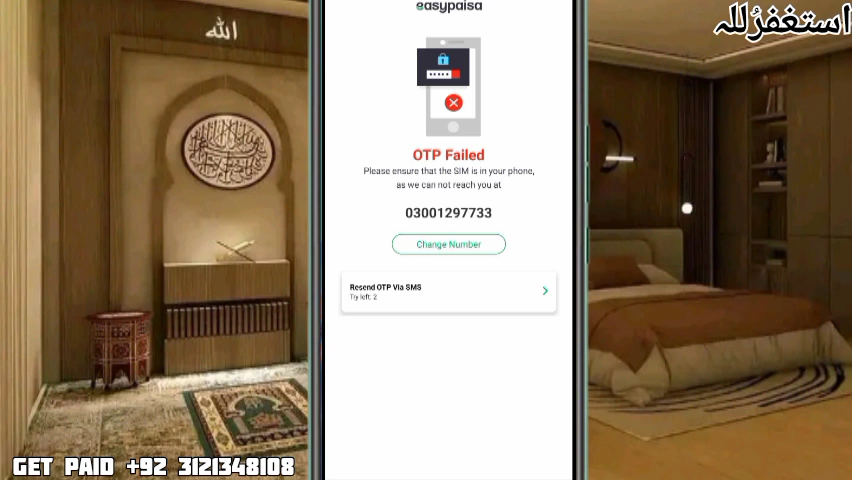 easypaisa
استغفرُلله
الله
OTP Failed
Please ensure that the SIM is in your phone,
as we can not reach you at
03001297733
Change Number
Resend OTP Via SMS
Try left: 2
GET PAID +92 3121348108